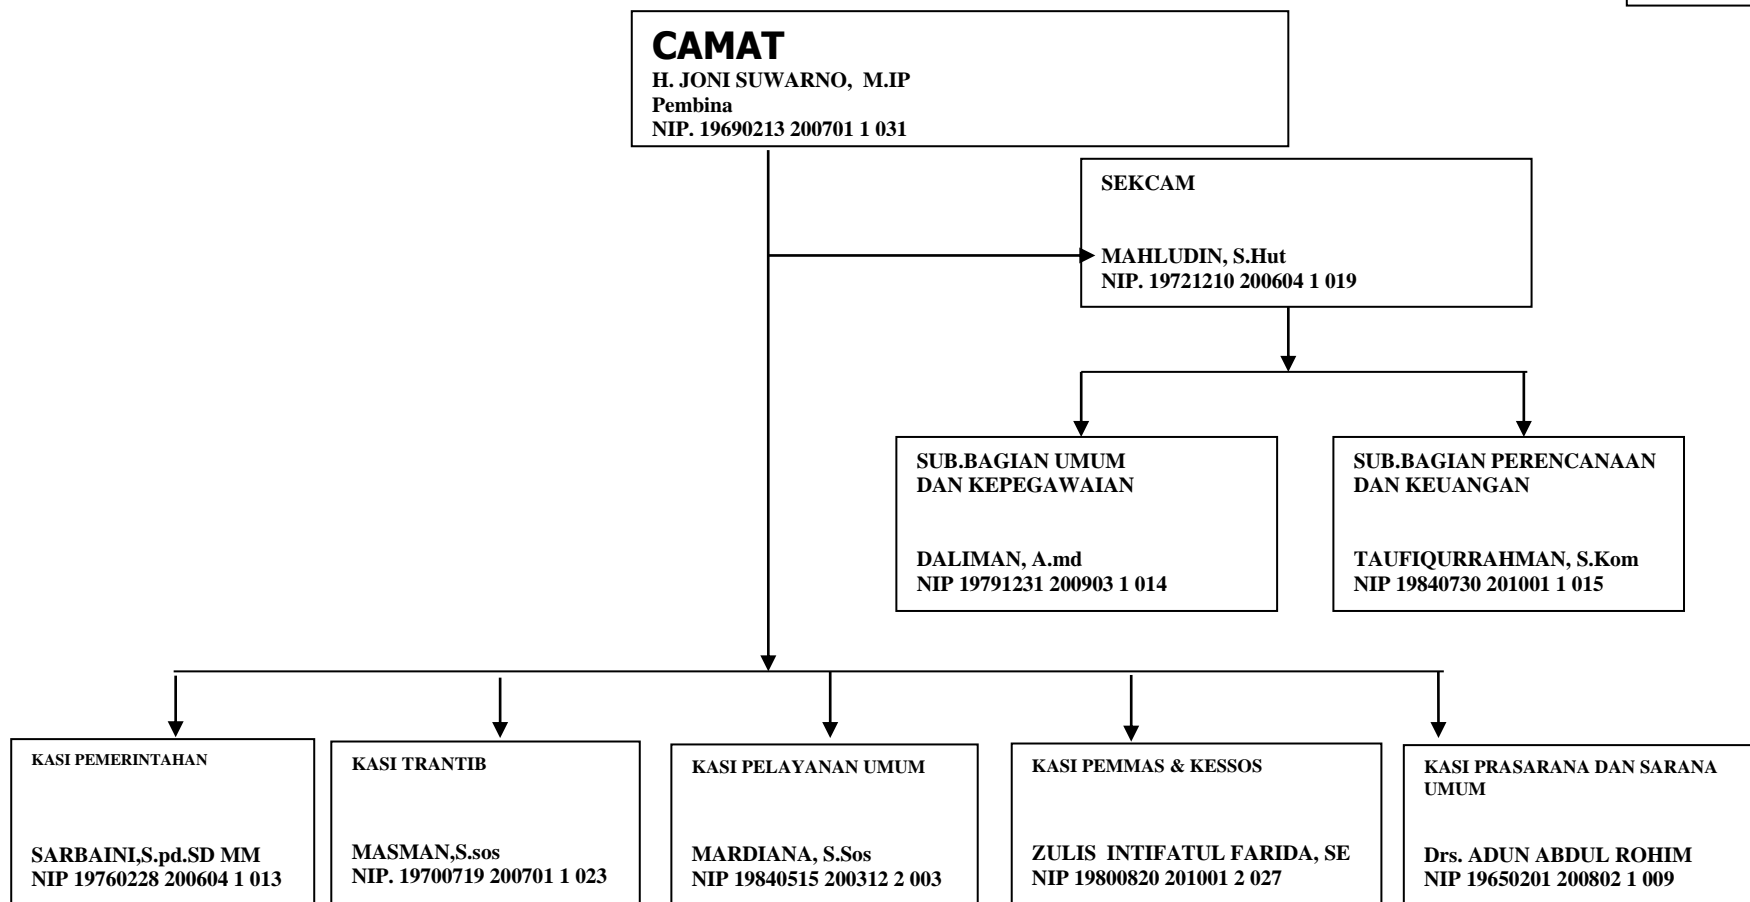 CAMAT
H. JONI SUWARNO, M.IP
Pembina
NIP. 19690213 200701 1 031
SEKCAM
MAHLUDIN, S.Hut
NIP. 19721210 200604 1 019
SUB.BAGIAN UMUM
DAN KEPEGAWAIAN
DALIMAN, A.md
NIP 19791231 200903 1 014
SUB.BAGIAN PERENCANAAN
DAN KEUANGAN
TAUFIQURRAHMAN, S.Kom
NIP 19840730 201001 1 015
KASI PEMERINTAHAN
SARBAINI,S.pd.SD MM
NIP 19760228 200604 1 013
KASI TRANTIB
MASMAN,S.sos
NIP. 19700719 200701 1 023
KASI PELAYANAN UMUM
MARDIANA, S.Sos
NIP 19840515 200312 2 003
KASI PEMMAS & KESSOS
ZULIS INTIFATUL FARIDA, SE
NIP 19800820 201001 2 027
KASI PRASARANA DAN SARANA
UMUM
Drs. ADUN ABDUL ROHIM
NIP 19650201 200802 1 009